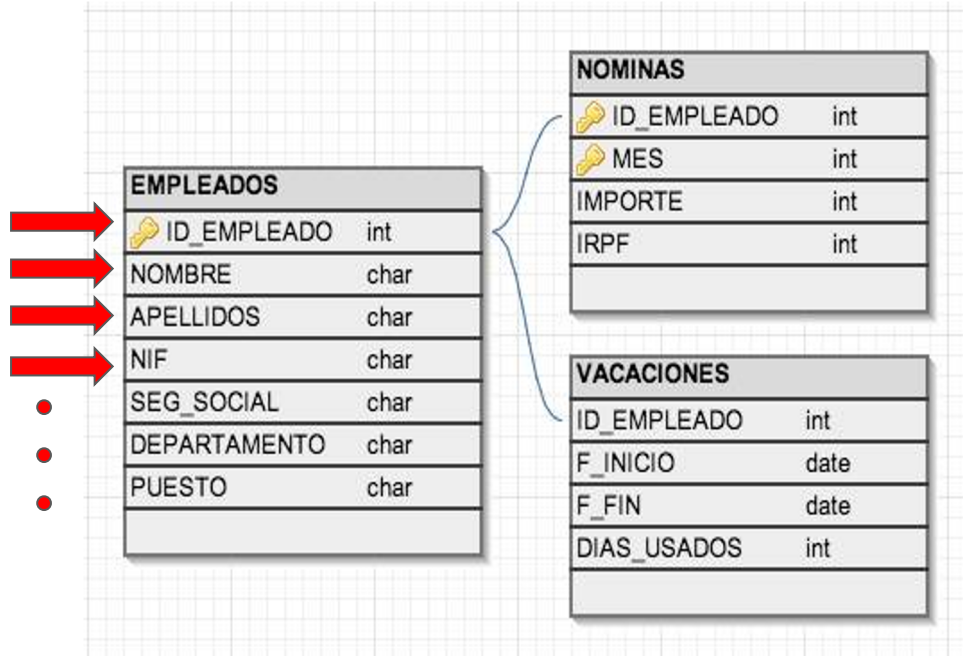 EMPLEADOS
ID_EMPLEADO int
NOMBRE char
APELLIDOS char
NIF char
SEG_SOCIAL char
DEPARTAMENTO char
PUESTO char
NOMINAS
ID_EMPLEADO int
MES int
IMPORTE int
IRPF int
VACACIONES
ID_EMPLEADO int
F_INICIO date
F_FIN date
DIAS_USADOS int